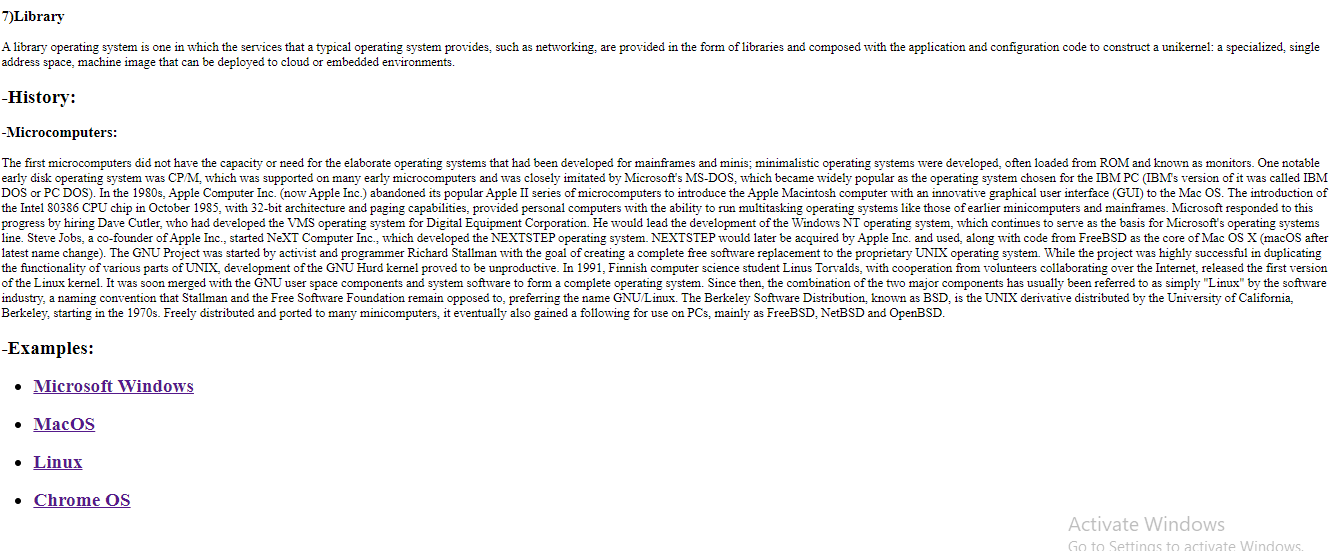 7)Library
A library operating system is one in which the services that a typical operating system provides, such as networking, are provided in the form of libraries and composed with the application and configuration code to construct a unikernel: a specialized, single
address space, machine image that can be deployed to cloud or embedded environments.
-History:
-Microcomputers:
The first microcomputers did not have the capacity or need for the elaborate operating systems that had been developed for mainframes and minis; minimalistic operating systems were developed, often loaded from ROM and known as monitors. One notable
early disk operating system was CP/M, which was supported on many early microcomputers and was closely imitated by Microsoft's MS-DOS, which became widely popular as the operating system chosen for the IBM PC (IBM's version of it was called IBM
DOS or PC DOS). In the 1980s, Apple Computer Inc. (now Apple Inc.) abandoned its popular Apple II series of microcomputers to introduce the Apple Macintosh computer with an innovative graphical user interface (GUI) to the Mac OS. The introduction of
the Intel 80386 CPU chip in October 1985, with 32-bit architecture and paging capabilities, provided personal computers with the ability to run multitasking operating systems like those of earlier minicomputers and mainframes. Microsoft responded to this
progress by hiring Dave Cutler, who had developed the VMS operating system for Digital Equipment Corporation. He would lead the development of the Windows NT operating system, which continues to serve as the basis for Microsoft's operating systems
line. Steve Jobs, a co-founder of Apple Inc., started NeXT Computer Inc., which developed the NEXTSTEP operating system. NEXTSTEP would later be acquired by Apple Inc. and used, along with code from FreeBSD as the core of Mac OS X (macOS after
latest name change). The GNU Project was started by activist and programmer Richard Stallman with the goal of creating a complete free software replacement to the proprietary UNIX operating system. While the project was highly successful in duplicating
the functionality of various parts of UNIX, development of the GNU Hurd kernel proved to be unproductive. In 1991, Finnish computer science student Linus Torvalds, with cooperation from volunteers collaborating over the Internet, released the first version
of the Linux kernel. It was soon merged with the GNU user space components and system software to form a complete operating system. Since then, the combination of the two major components has usually been referred to as simply "Linux" by the software
industry, a naming convention that Stallman and the Free Software Foundation remain opposed to, preferring the name GNU/Linux. The Berkeley Software Distribution, known as BSD, is the UNIX derivative distributed by the University of California,
Berkeley, starting in the 1970s. Freely distributed and ported to many minicomputers, it eventually also gained a following for use on PCs, mainly as FreeBSD, NetBSD and OpenBSD.
-Examples:
• Microsoft Windows
• MacOS
• Linux
• Chrome OS
Activate Windows
Go to Settings to activate Windows.